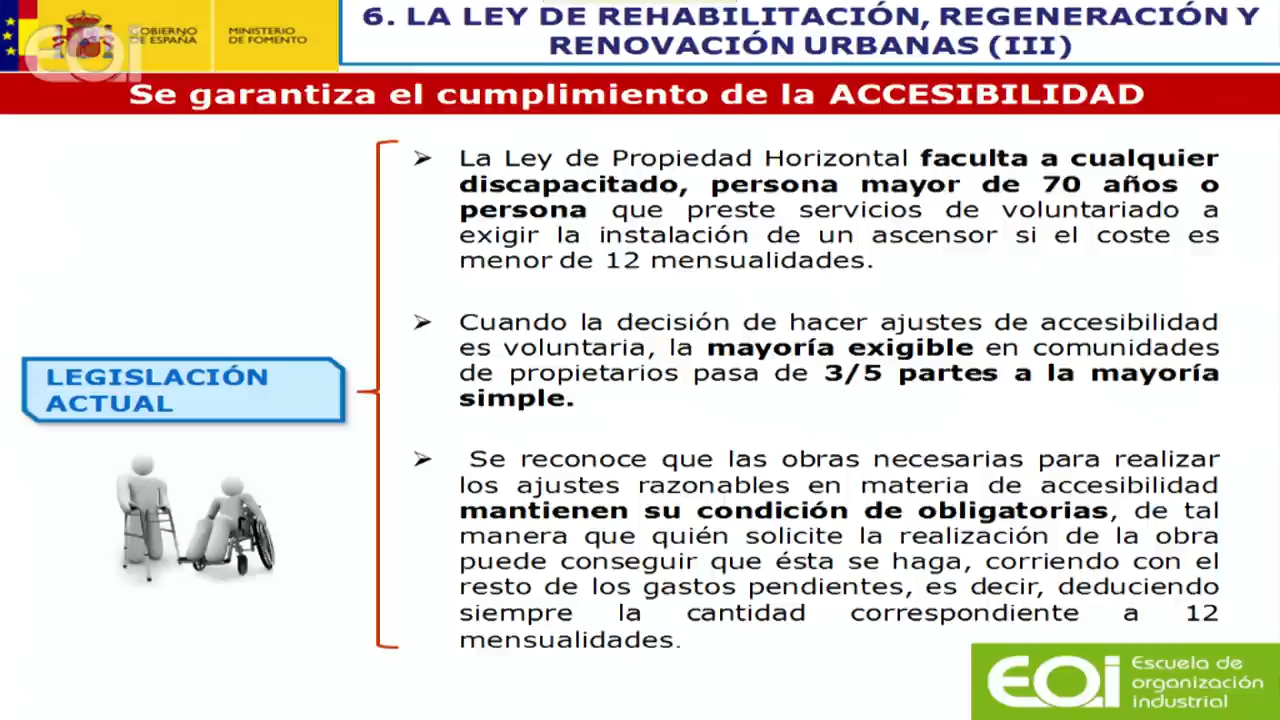 GOBIERNO
DE ESPAÑA
MINISTERIO
DE FOMENTO
eoi
6. LA LEY DE REHABILITACIÓN, REGENERACIÓN Y
RENOVACIÓN URBANAS (III)
Se garantiza el cumplimiento de la ACCESIBILIDAD
LEGISLACIÓN
ACTUAL
➢ La Ley de Propiedad Horizontal faculta a cualquier
discapacitado, persona mayor de 70 años o
persona que preste servicios de voluntariado a
exigir la instalación de un ascensor si el coste es
menor de 12 mensualidades.
➢ Cuando la decisión de hacer ajustes de accesibilidad
es voluntaria, la mayoría exigible en comunidades
de propietarios pasa de 3/5 partes a la mayoría
simple.
➢ Se reconoce que las obras necesarias para realizar
los ajustes razonables en materia de accesibilidad
mantienen su condición de obligatorias, de tal
manera que quién solicite la realización de la obra
puede conseguir que ésta se haga, corriendo con el
resto de los gastos pendientes, es decir, deduciendo
siempre la cantidad correspondiente a 12
mensualidades.
eoi
Escuela de
organización
industrial